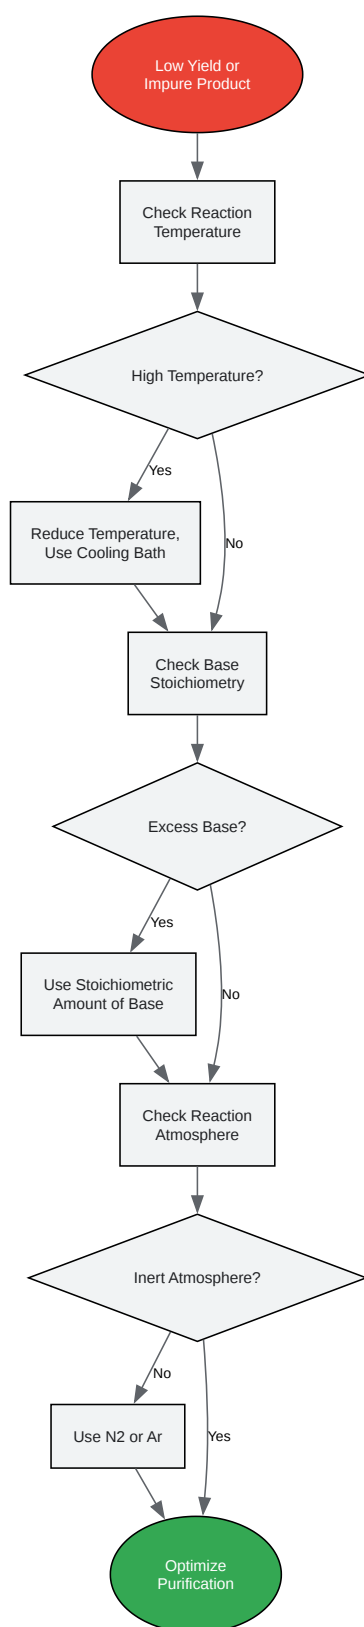 Low Yield or
Impure Product
Check Reaction
Temperature
High Temperature?
Yes
Reduce Temperature,
Use Cooling Bath
No
Check Base
Stoichiometry
Excess Base?
Yes
Use Stoichiometric
Amount of Base
No
Check Reaction
Atmosphere
Inert Atmosphere?
No
Use N2 or Ar
Yes
Optimize
Purification